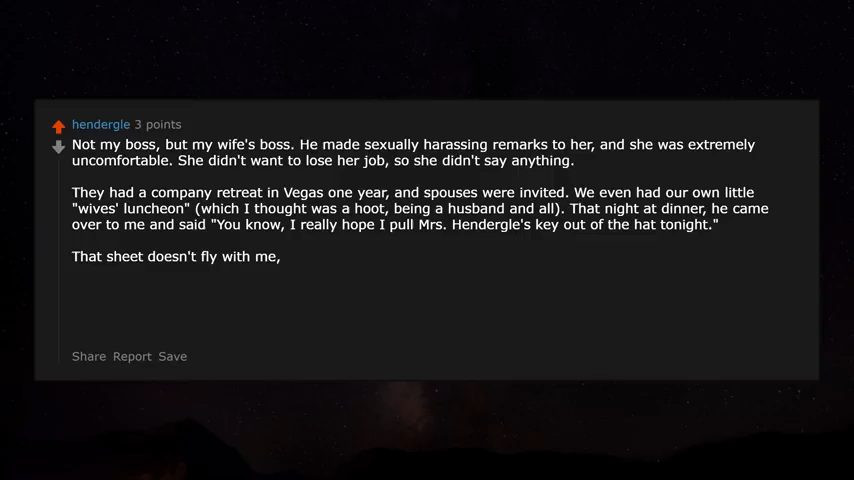 hendergle 3 points
Not my boss, but my wife's boss. He made sexually harassing remarks to her, and she was extremely
uncomfortable. She didn't want to lose her job, so she didn't say anything.
They had a company retreat in Vegas one year, and spouses were invited. We even had our own little
"wives' luncheon" (which I thought was a hoot, being a husband and all). That night at dinner, he came
over to me and said "You know, I really hope I pull Mrs. Hendergle's key out of the hat tonight."
That sheet doesn't fly with me,
Share Report Save